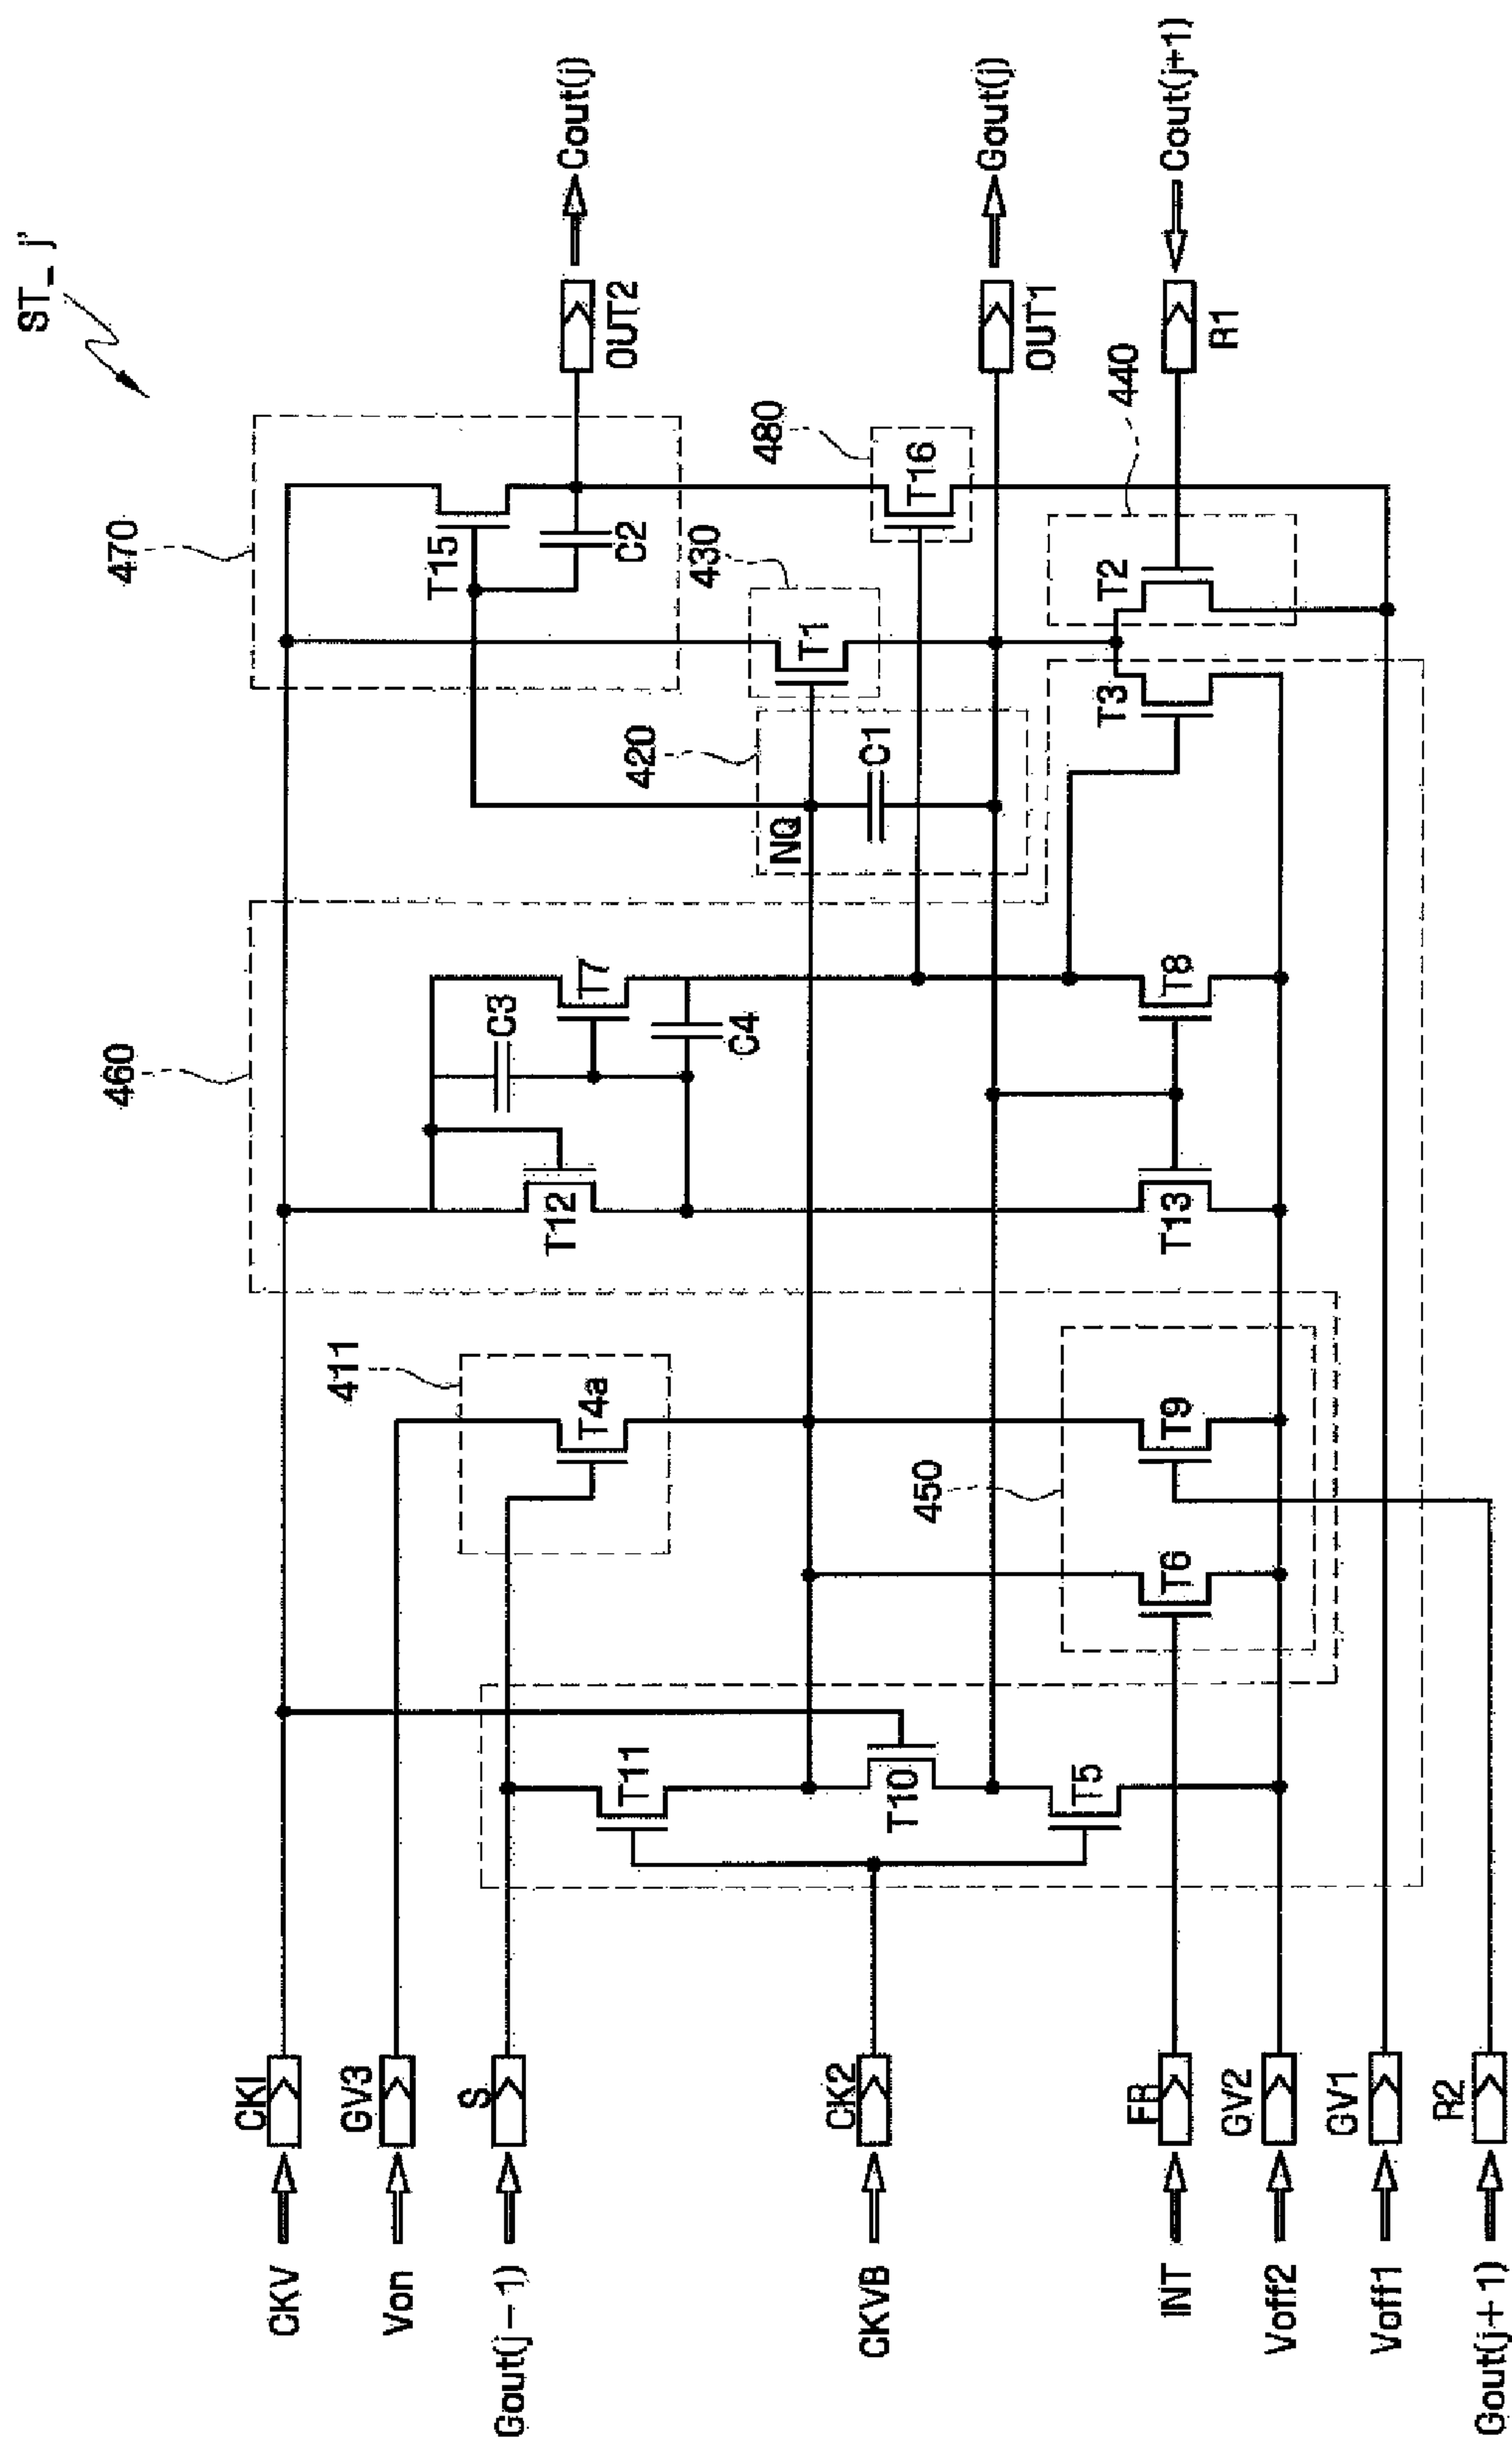 ST_ j'
470
Cout(j)
OUT2
T15
C2
480
T16
430
T1
Gout(j)
OUT1
420
NQ
C1
Cout(j+1)
R1
440
T2
T3
460
C3
T7
C4
T12
T8
T13
411
T4a
450
T9
T6
T11
T10
T5
CKV
CK1
Von
GV3
Gout(j-1)
S
CKVB
CK2
INT
FR
Voff2
GV2
Voff1
GV1
Gout(j+1)
R2